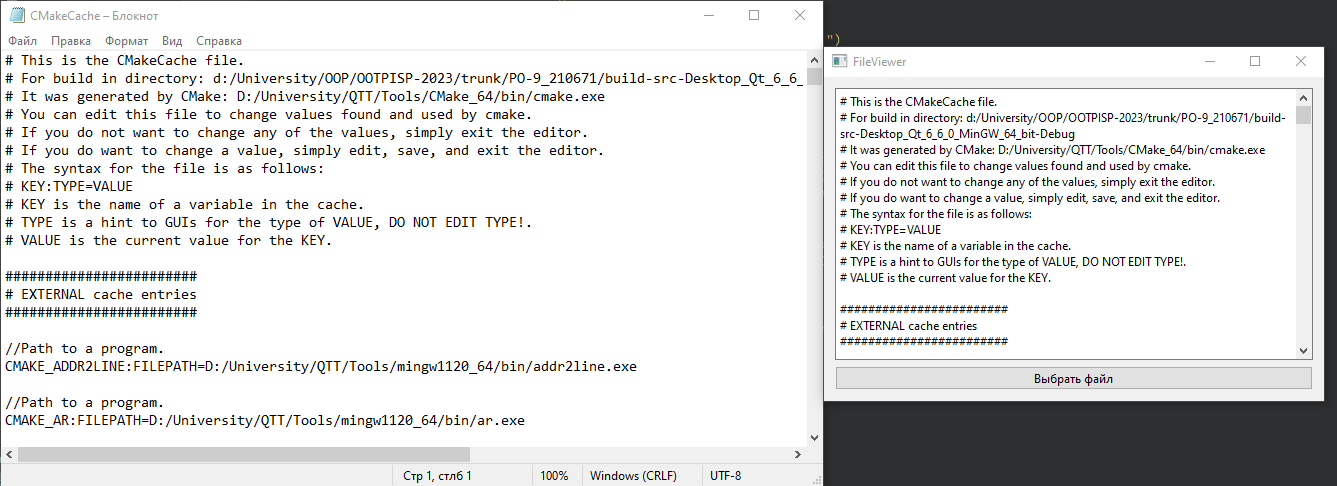 CMakeCache – Блокнот
Файл Правка Формат Вид Справка
# This is the CMakeCache file.
# For build in directory: d:/University/OOP/OOTPISP-2023/trunk/PO-9_210671/build-src-Desktop_Qt_6_6_
# It was generated by CMake: D:/University/QTT/Tools/CMake_64/bin/cmake.exe
# You can edit this file to change values found and used by cmake.
# If you do not want to change any of the values, simply exit the editor.
# If you do want to change a value, simply edit, save, and exit the editor.
# The syntax for the file is as follows:
# KEY:TYPE=VALUE
# KEY is the name of a variable in the cache.
# TYPE is a hint to GUIs for the type of VALUE, DO NOT EDIT TYPE!.
# VALUE is the current value for the KEY.
########################
# EXTERNAL cache entries
########################
//Path to a program.
CMAKE_ADDR2LINE:FILEPATH=D:/University/QTT/Tools/mingw1120_64/bin/addr2line.exe
//Path to a program.
CMAKE_AR:FILEPATH=D:/University/QTT/Tools/mingw1120_64/bin/ar.exe
Стр 1, стлб 1 100% Windows (CRLF) UTF-8
")
FileViewer
# This is the CMakeCache file.
# For build in directory: d:/University/OOP/OOTPISP-2023/trunk/PO-9_210671/build-
src-Desktop_Qt_6_6_0_MinGW_64_bit-Debug
# It was generated by CMake: D:/University/QTT/Tools/CMake_64/bin/cmake.exe
# You can edit this file to change values found and used by cmake.
# If you do not want to change any of the values, simply exit the editor.
# If you do want to change a value, simply edit, save, and exit the editor.
# The syntax for the file is as follows:
# KEY:TYPE=VALUE
# KEY is the name of a variable in the cache.
# TYPE is a hint to GUIs for the type of VALUE, DO NOT EDIT TYPE!.
# VALUE is the current value for the KEY.
########################
# EXTERNAL cache entries
########################
Выбрать файл